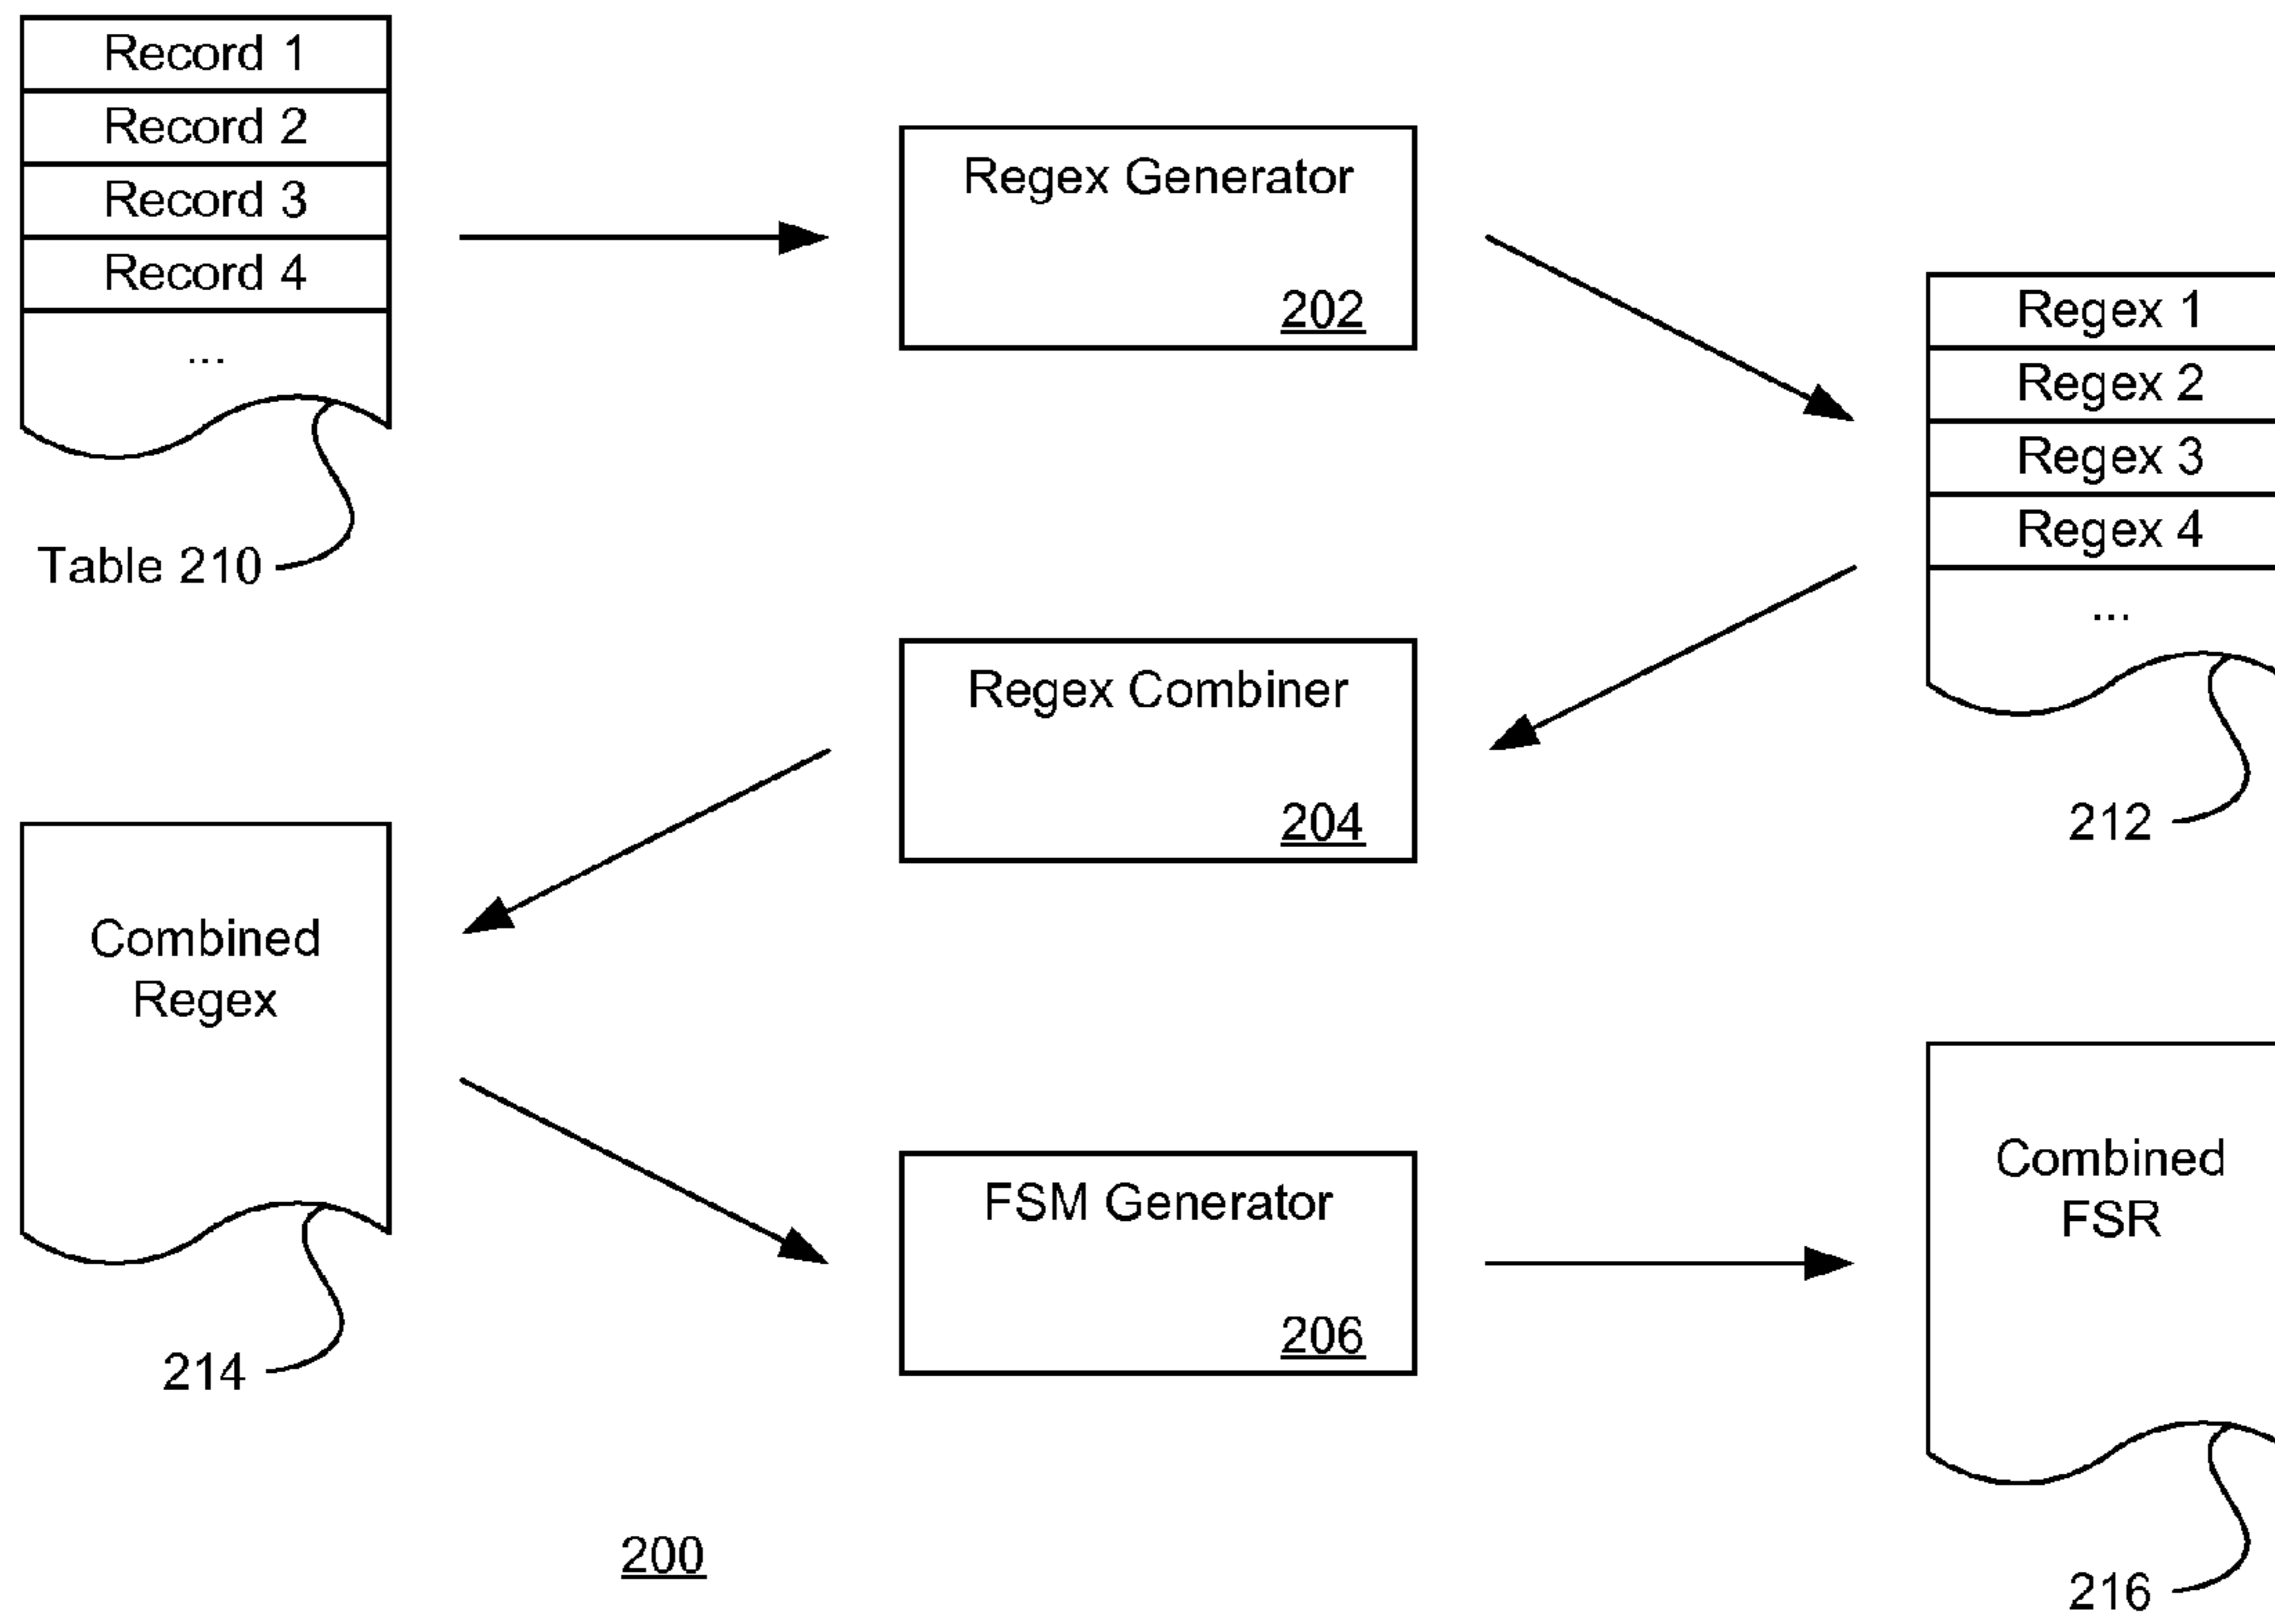 Record 1
Record 2
Record 3
Record 4
...
Table 210
Regex Generator
202
Regex 1
Regex 2
Regex 3
Regex 4
...
212
Regex Combiner
204
Combined
Regex
214
FSM Generator
206
Combined
FSR
216
200